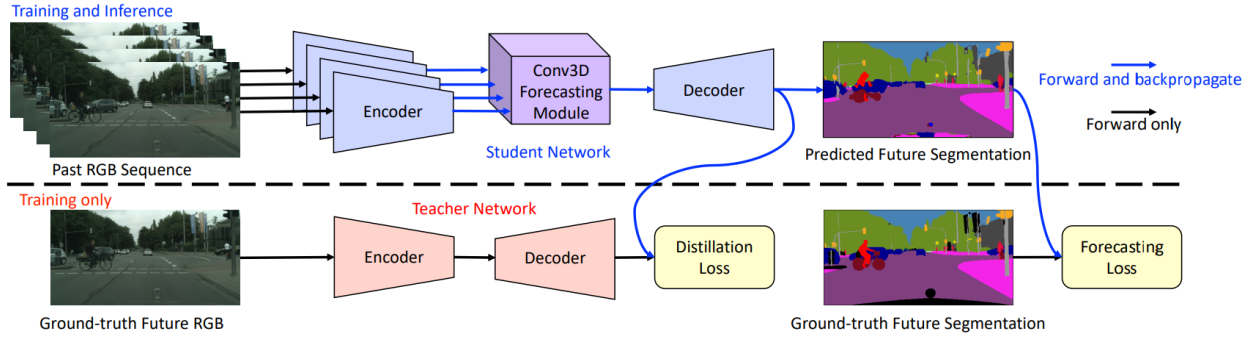 Training and Inference
Past RGB Sequence
Encoder
Conv3D
Forecasting
Module
Student Network
Decoder
Predicted Future Segmentation
Forward and backpropagate
Forward only
Training only
Ground-truth Future RGB
Teacher Network
Encoder
Decoder
Distillation
Loss
Ground-truth Future Segmentation
Forecasting
Loss